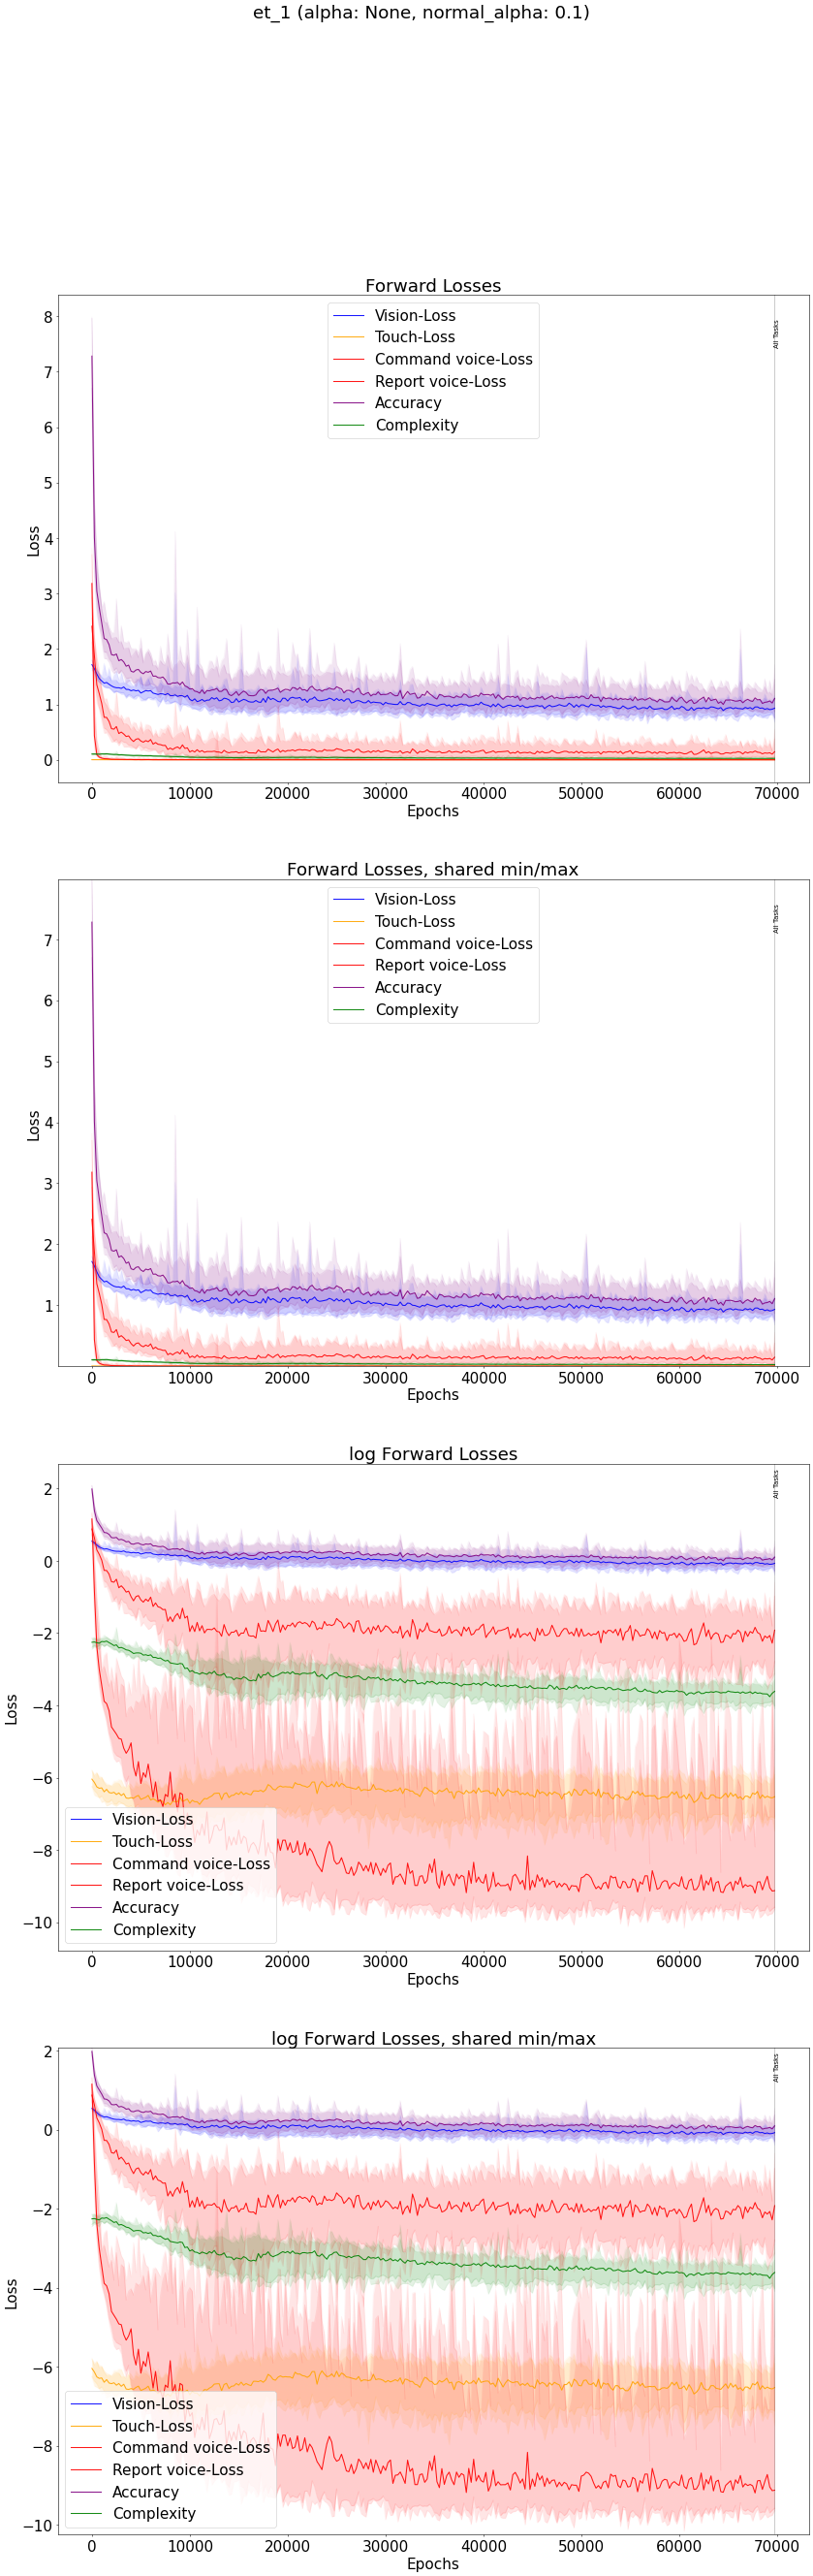 et_1 (alpha: None, normal_alpha: 0.1)
Forward Losses
8
7
6
5
4
3
2
1
0
Loss
Vision-Loss
Touch-Loss
Command voice-Loss
Report voice-Loss
Accuracy
Complexity
All Tasks
0 10000 20000 30000 40000 50000 60000 70000
Epochs
Forward Losses, shared min/max
7
6
5
4
3
2
1
Loss
Vision-Loss
Touch-Loss
Command voice-Loss
Report voice-Loss
Accuracy
Complexity
All Tasks
0 10000 20000 30000 40000 50000 60000 70000
Epochs
log Forward Losses
2
0
−2
−4
−6
−8
−10
Loss
Vision-Loss
Touch-Loss
Command voice-Loss
Report voice-Loss
Accuracy
Complexity
All Tasks
0 10000 20000 30000 40000 50000 60000 70000
Epochs
log Forward Losses, shared min/max
2
0
−2
−4
−6
−8
−10
Loss
Vision-Loss
Touch-Loss
Command voice-Loss
Report voice-Loss
Accuracy
Complexity
All Tasks
0 10000 20000 30000 40000 50000 60000 70000
Epochs